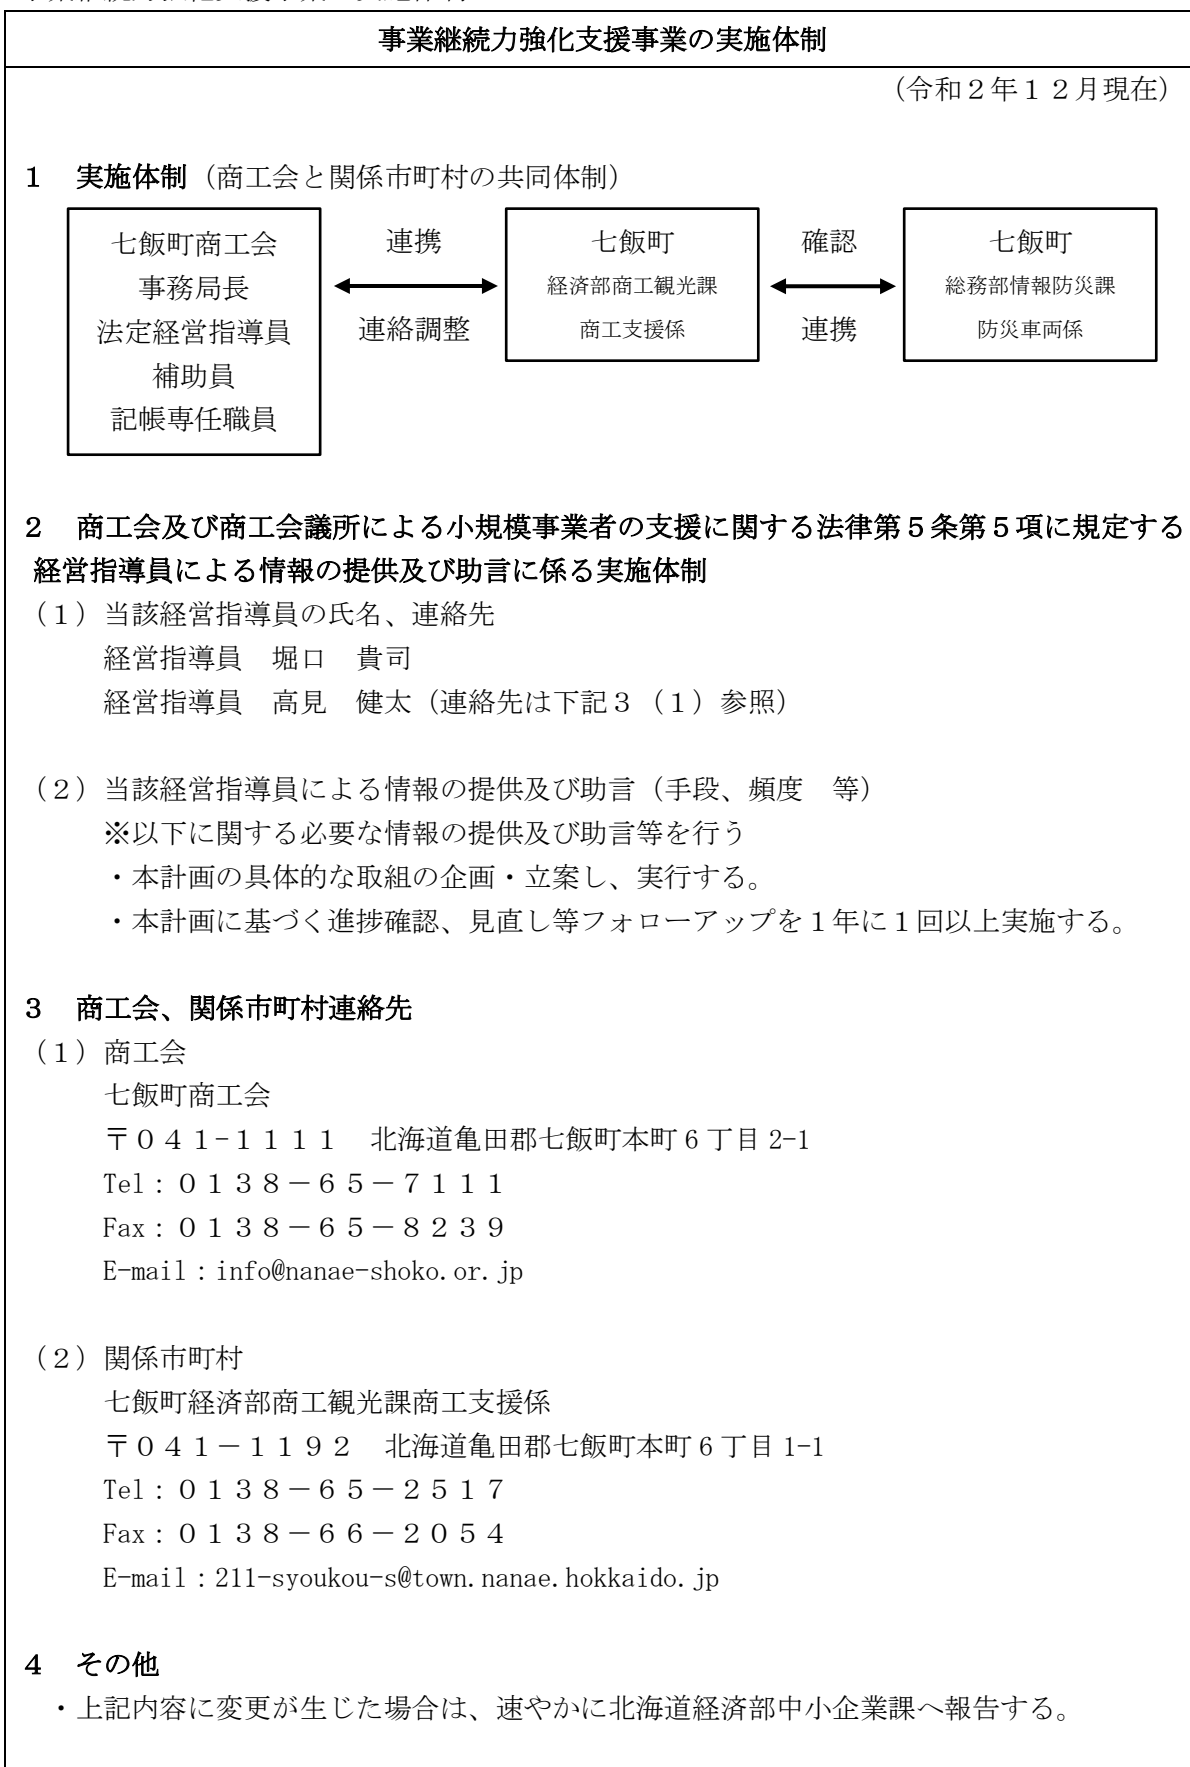 事業継続力強化支援事業の実施体制
（令和２年１２月現在）
１　実施体制（商工会と関係市町村の共同体制）
七飯町商工会
事務局長
法定経営指導員
補助員
記帳専任職員
連携
連絡調整
七飯町
経済部商工観光課
商工支援係
確認
連携
七飯町
総務部情報防災課
防災車両係
２　商工会及び商工会議所による小規模事業者の支援に関する法律第５条第５項に規定する
経営指導員による情報の提供及び助言に係る実施体制
（１）当該経営指導員の氏名、連絡先
経営指導員　堀口　貴司
経営指導員　高見　健太（連絡先は下記３（１）参照）
（２）当該経営指導員による情報の提供及び助言（手段、頻度　等）
※以下に関する必要な情報の提供及び助言等を行う
・本計画の具体的な取組の企画・立案し、実行する。
・本計画に基づく進捗確認、見直し等フォローアップを１年に１回以上実施する。
３　商工会、関係市町村連絡先
（１）商工会
七飯町商工会
〒０４１-１１１１　北海道亀田郡七飯町本町６丁目 2-1
Tel：０１３８－６５－７１１１
Fax：０１３８－６５－８２３９
E-mail：info@nanae-shoko.or.jp
（２）関係市町村
七飯町経済部商工観光課商工支援係
〒０４１－１１９２　北海道亀田郡七飯町本町６丁目 1-1
Tel：０１３８－６５－２５１７
Fax：０１３８－６６－２０５４
E-mail：211-syoukou-s@town.nanae.hokkaido.jp
４　その他
・上記内容に変更が生じた場合は、速やかに北海道経済部中小企業課へ報告する。